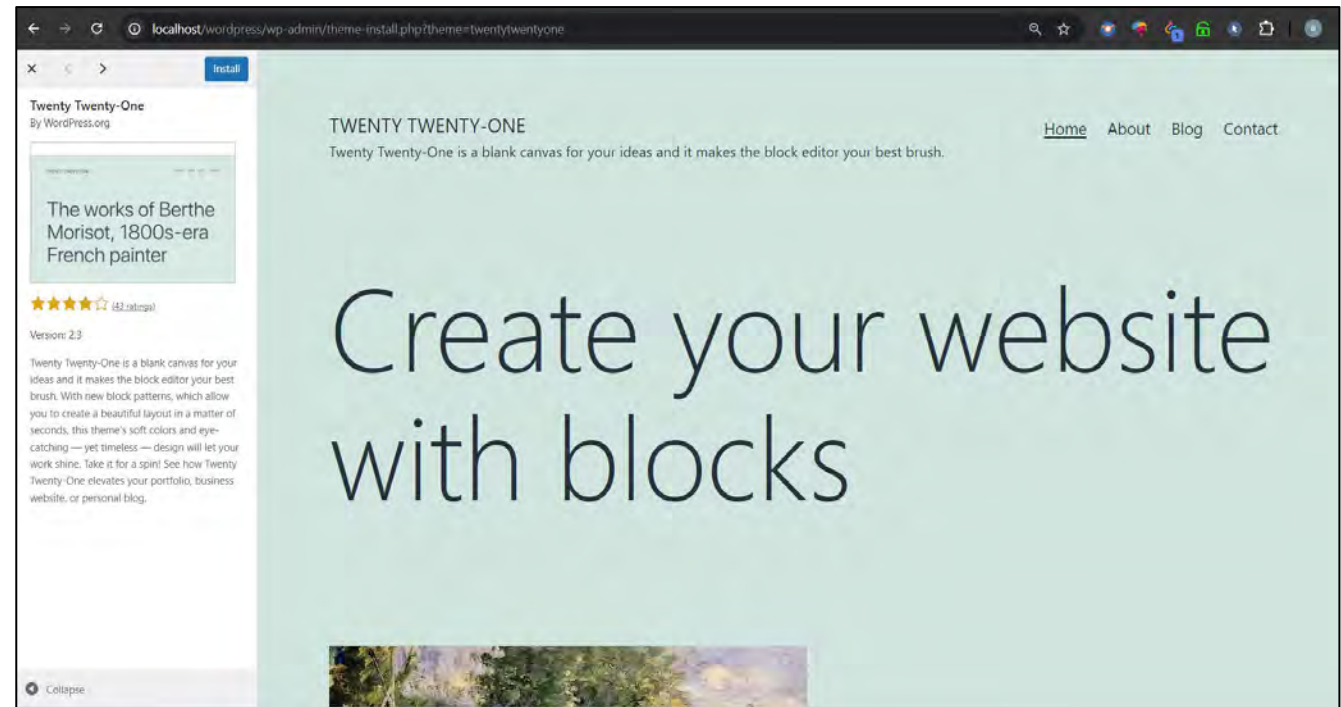 localhost/wordpress/wp-admin/theme-install.php?theme=twentytwentyone
Install
Twenty Twenty-One
By WordPress.org
The works of Berthe
Morisot, 1800s-era
French painter
(42 ratings)
Version: 2.3
Twenty Twenty-One is a blank canvas for your
ideas and it makes the block editor your best
brush. With new block patterns, which allow
you to create a beautiful layout in a matter of
seconds, this theme's soft colors and eye-
catching — yet timeless — design will let your
work shine. Take it for a spin! See how Twenty
Twenty-One elevates your portfolio, business
website, or personal blog.
Collapse
TWENTY TWENTY-ONE
Twenty Twenty-One is a blank canvas for your ideas and it makes the block editor your best brush.
Home About Blog Contact
Create your website
with blocks